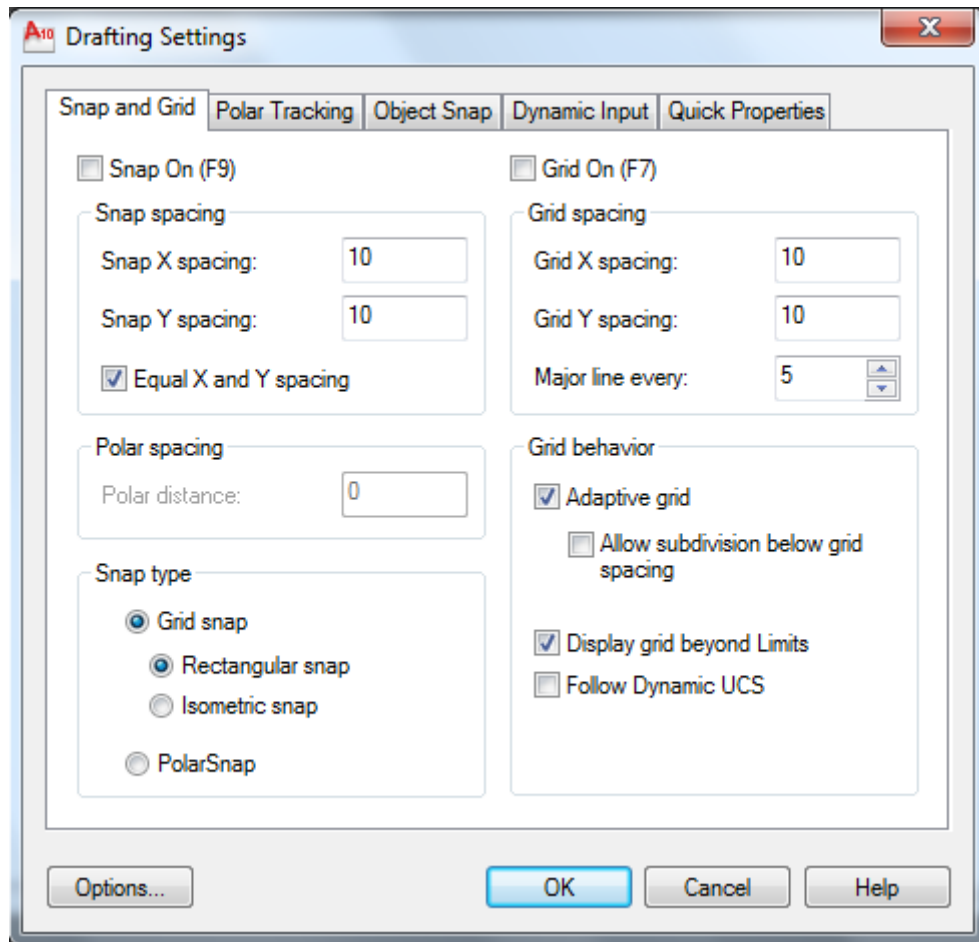 A10 Drafting Settings
Snap and Grid Polar Tracking Object Snap Dynamic Input Quick Properties
Snap On (F9)
Snap spacing
Snap X spacing: 10
Snap Y spacing: 10
Equal X and Y spacing
Polar spacing
Polar distance: 0
Snap type
Grid snap
Rectangular snap
Isometric snap
PolarSnap
Grid On (F7)
Grid spacing
Grid X spacing: 10
Grid Y spacing: 10
Major line every: 5
Grid behavior
Adaptive grid
Allow subdivision below grid
spacing
Display grid beyond Limits
Follow Dynamic UCS
Options... OK Cancel Help